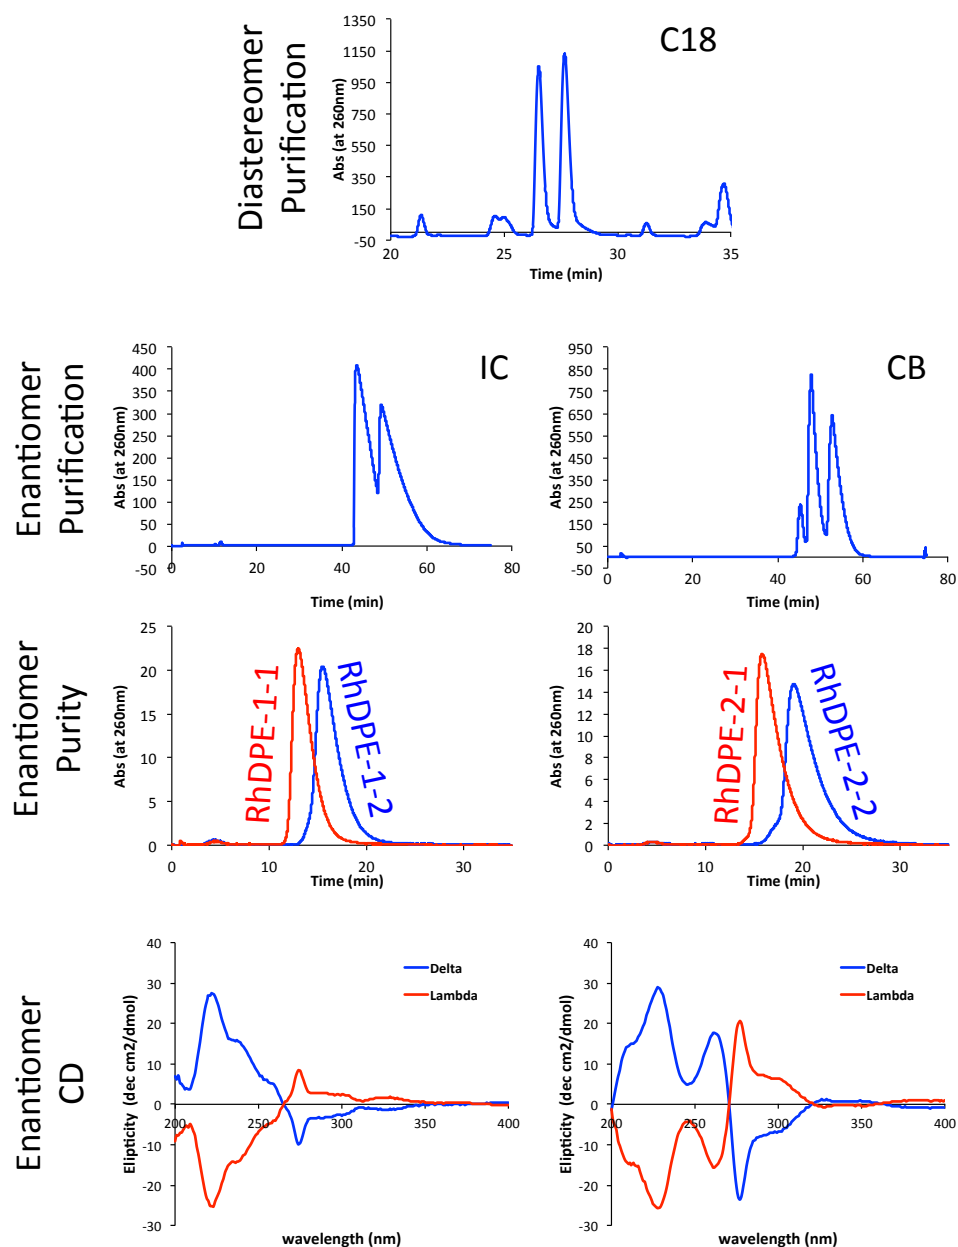 Diastereomer
Purification
C18
Abs (at 260nm)
1350
1150
950
750
550
350
150
-50
20
25
30
35
Time (min)
Enantiomer
Purification
IC
Abs (at 260nm)
450
400
350
300
250
200
150
100
50
0
-50
0
20
40
60
80
Time (min)
CB
Abs (at 260nm)
950
850
750
650
550
450
350
250
150
50
-50
0
20
40
60
80
Time (min)
Enantiomer
Purity
Abs (at 260nm)
25
20
15
10
5
0
RhDPE-1-1
RhDPE-1-2
0
10
20
30
Time (min)
Abs (at 260nm)
20
18
16
14
12
10
8
6
4
2
0
RhDPE-2-1
RhDPE-2-2
0
10
20
30
Time (min)
Enantiomer
CD
Elipticity (dec cm2/dmol)
40
30
20
10
0
-10
-20
-30
Delta
Lambda
200
250
300
350
400
wavelength (nm)
Elipticity (dec cm2/dmol)
40
30
20
10
0
-10
-20
-30
Delta
Lambda
200
250
300
350
400
wavelength (nm)